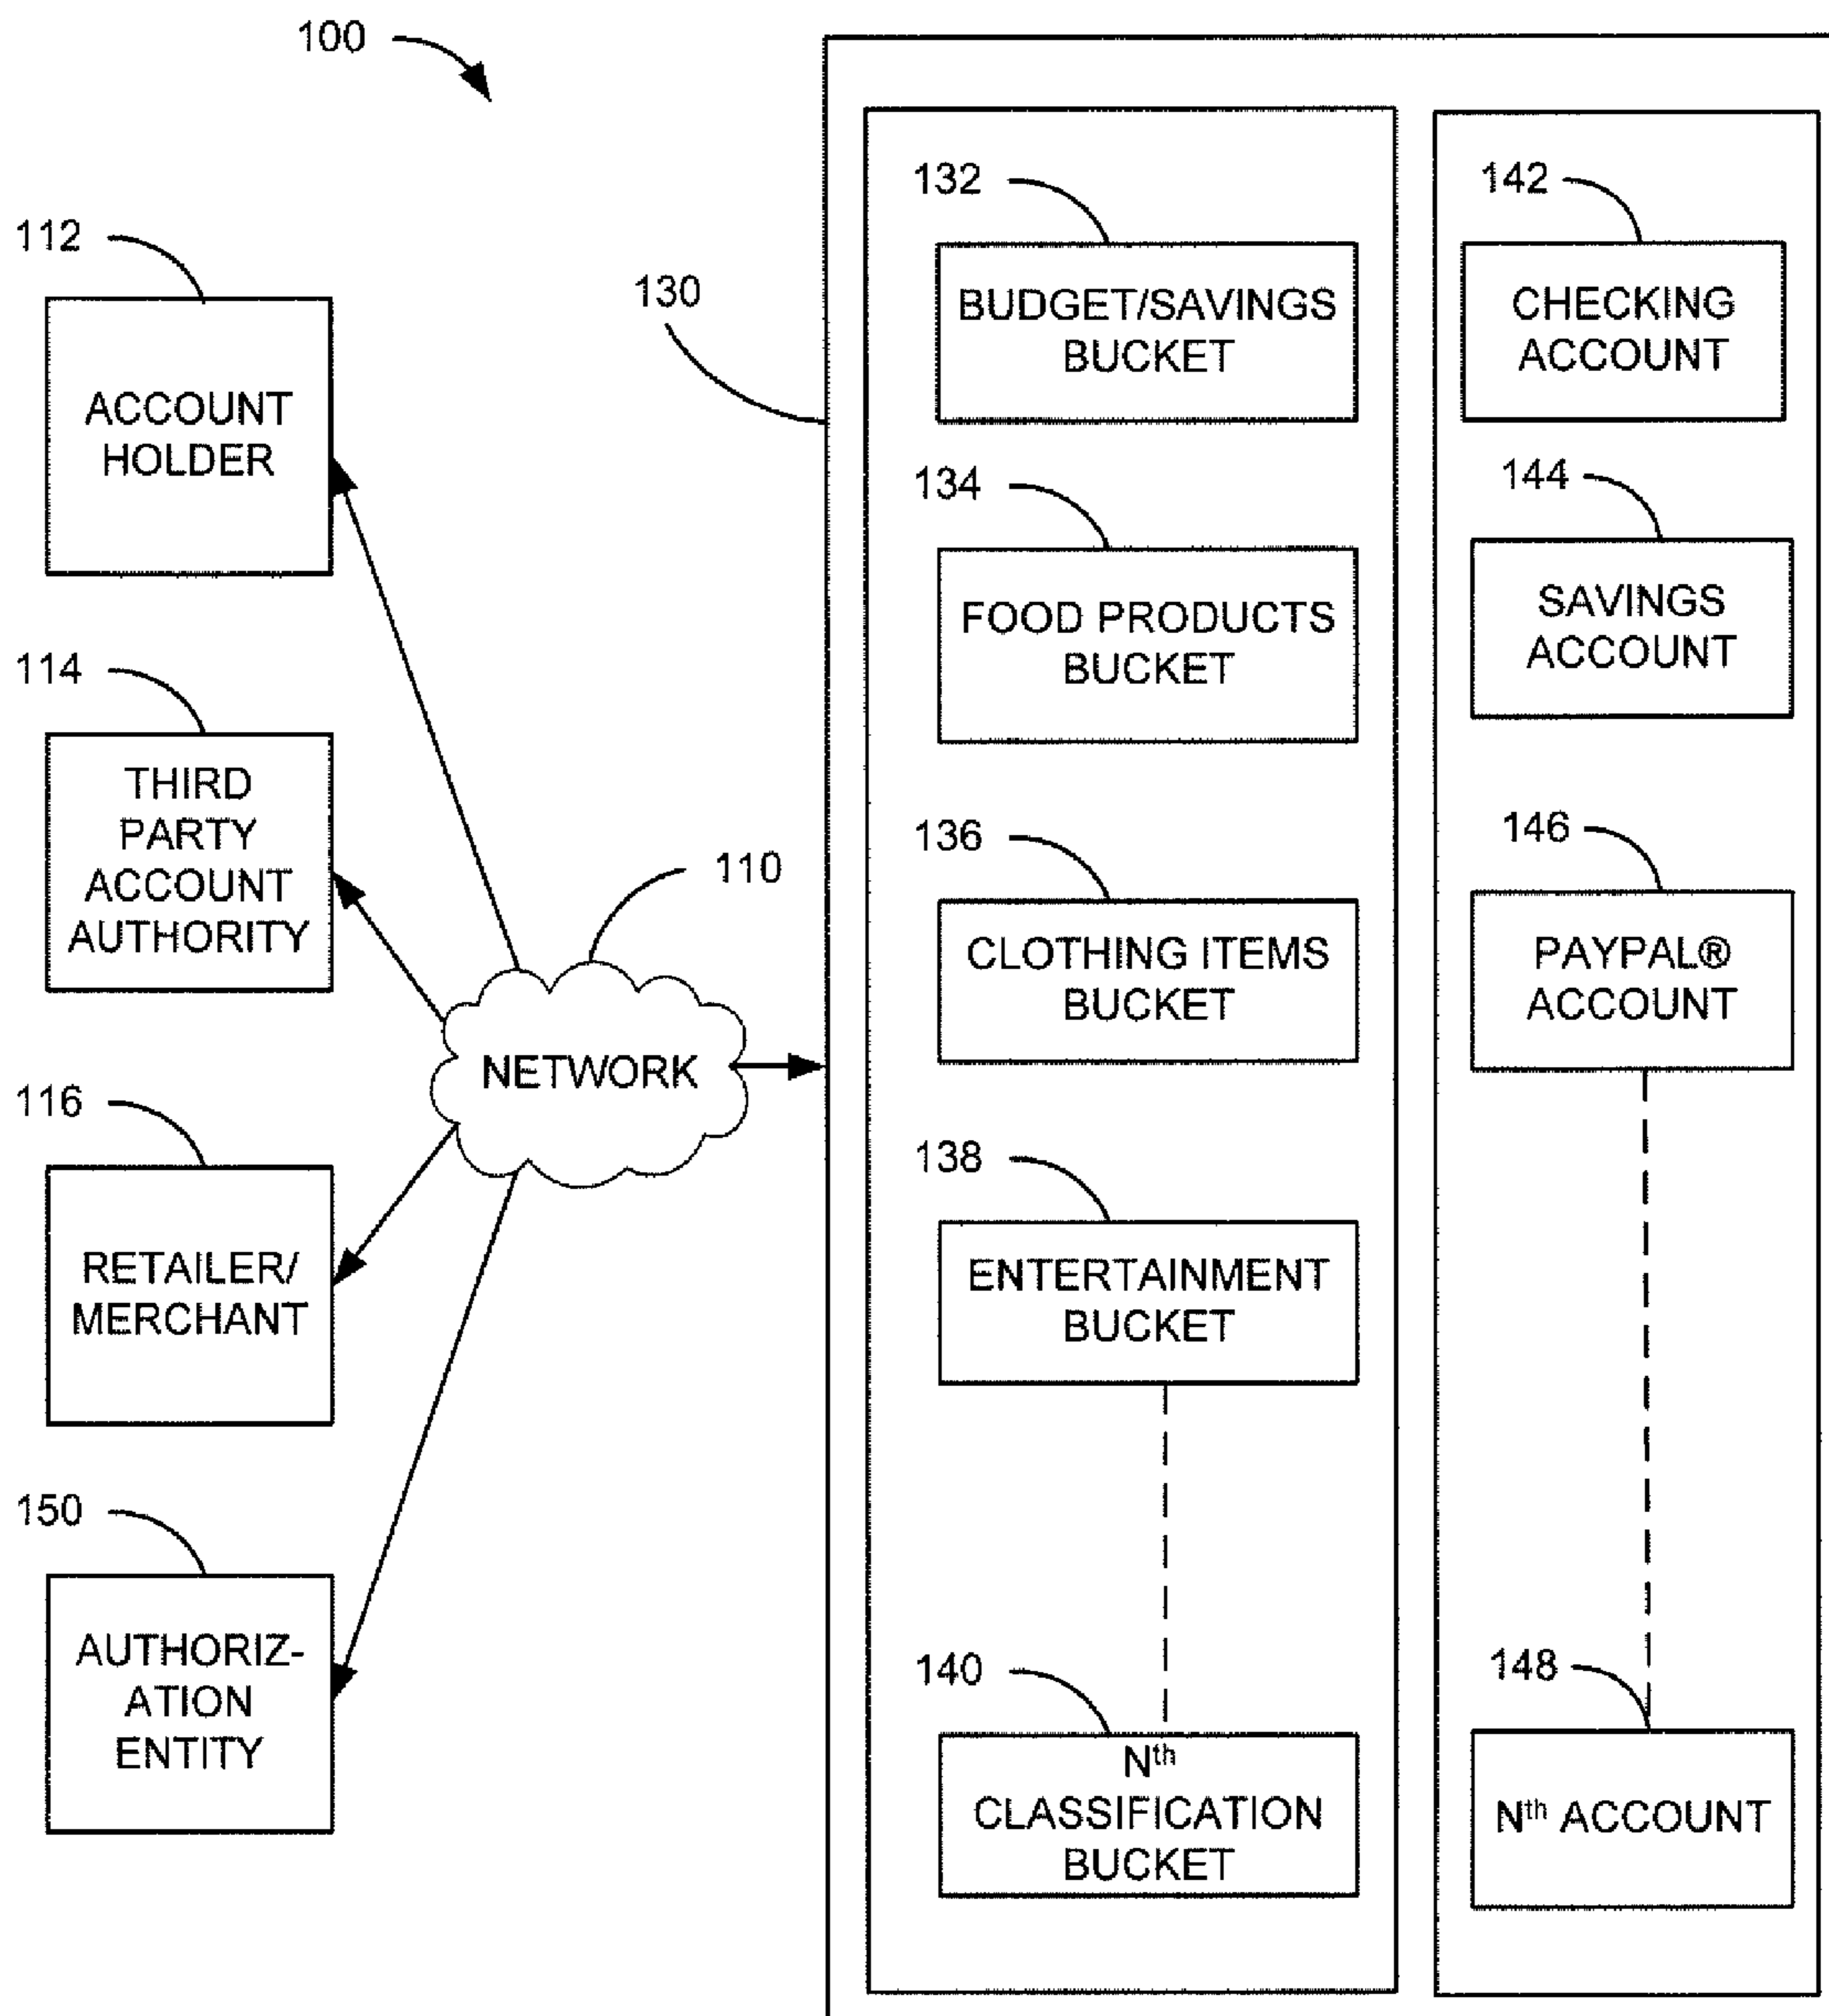 100
112
ACCOUNT
HOLDER
114
THIRD
PARTY
ACCOUNT
AUTHORITY
116
RETAILER/
MERCHANT
150
AUTHORIZ-
ATION
ENTITY
110
NETWORK
130
132
BUDGET/SAVINGS
BUCKET
134
FOOD PRODUCTS
BUCKET
136
CLOTHING ITEMS
BUCKET
138
ENTERTAINMENT
BUCKET
140
Nth
CLASSIFICATION
BUCKET
142
CHECKING
ACCOUNT
144
SAVINGS
ACCOUNT
146
PAYPAL®
ACCOUNT
148
Nth ACCOUNT